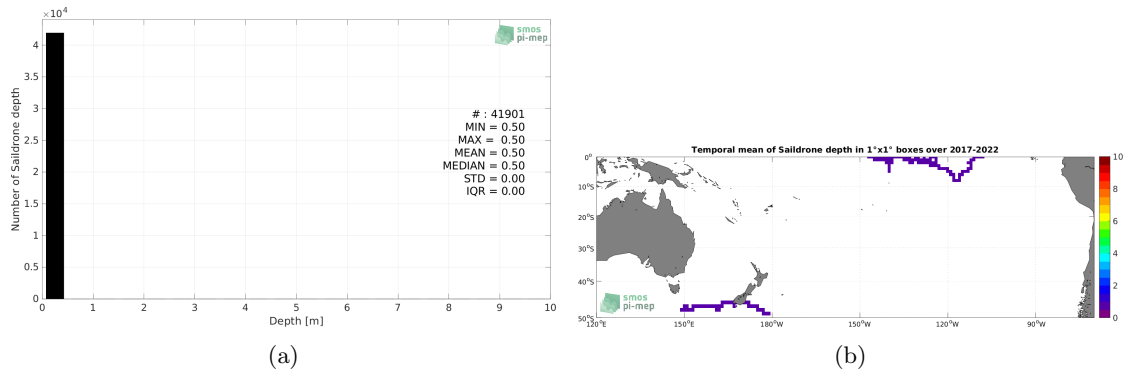 ×10⁴
smos
pi-mep
4
3.5
3
2.5
2
1.5
1
0.5
0
Number of Saildrone depth
# : 41901
MIN = 0.50
MAX = 0.50
MEAN = 0.50
MEDIAN = 0.50
STD = 0.00
IQR = 0.00
0 1 2 3 4 5 6 7 8 9 10
Depth [m]
(a)
Temporal mean of Saildrone depth in 1°x1° boxes over 2017-2022
0°
10°S
20°S
30°S
40°S
50°S
120°E 150°E 180°W 150°W 120°W 90°W
smos
pi-mep
10
8
6
4
2
0
(b)